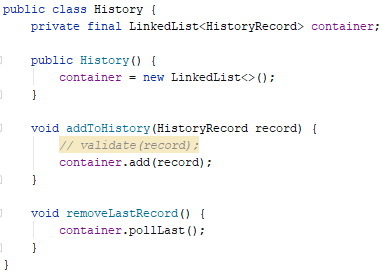 public class History {
    private final LinkedList<HistoryRecord> container;
    public History() {
        container = new LinkedList<>();
    }
    void addToHistory(HistoryRecord record) {
        // validate(record);
        container.add(record);
    }
    void removeLastRecord() {
        container.pollLast();
    }
}